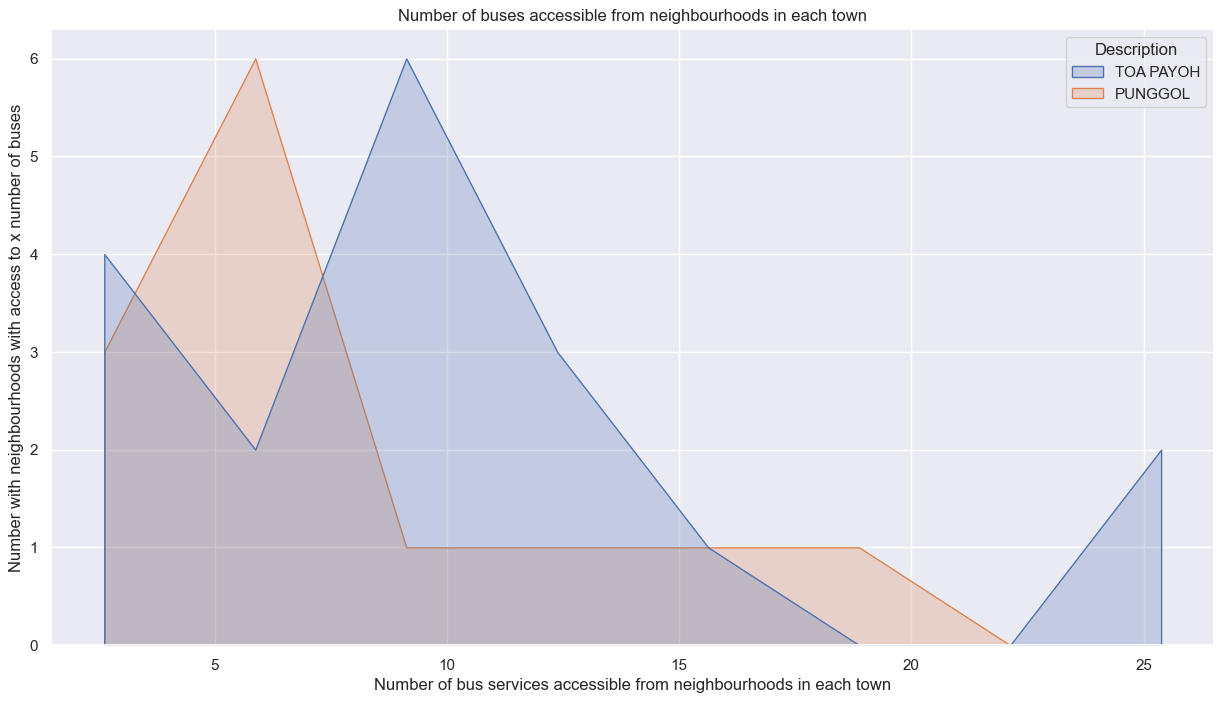 Number of buses accessible from neighbourhoods in each town
Description
TOA PAYOH
PUNGGOL
Number with neighbourhoods with access to x number of buses
6
5
4
3
2
1
0
5
10
15
20
25
Number of bus services accessible from neighbourhoods in each town